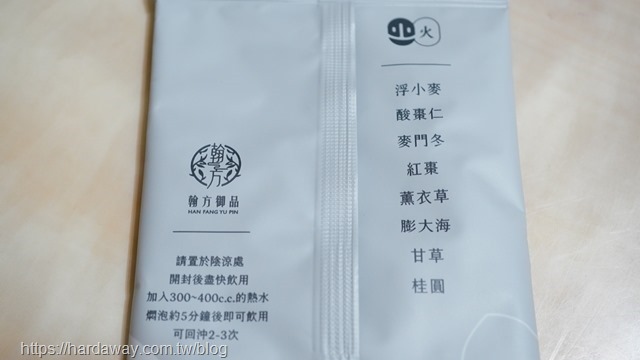 火
浮小麥
酸棗仁
麥門冬
紅棗
薰衣草
膨大海
甘草
桂圓
翰方御品
HAN FANG YU PIN
請置於陰涼處
開封後盡快飲用
加入300~400c.c.的熱水
燜泡約5分鐘後即可飲用
可回沖2-3次
https://hardaway.com.tw/blog